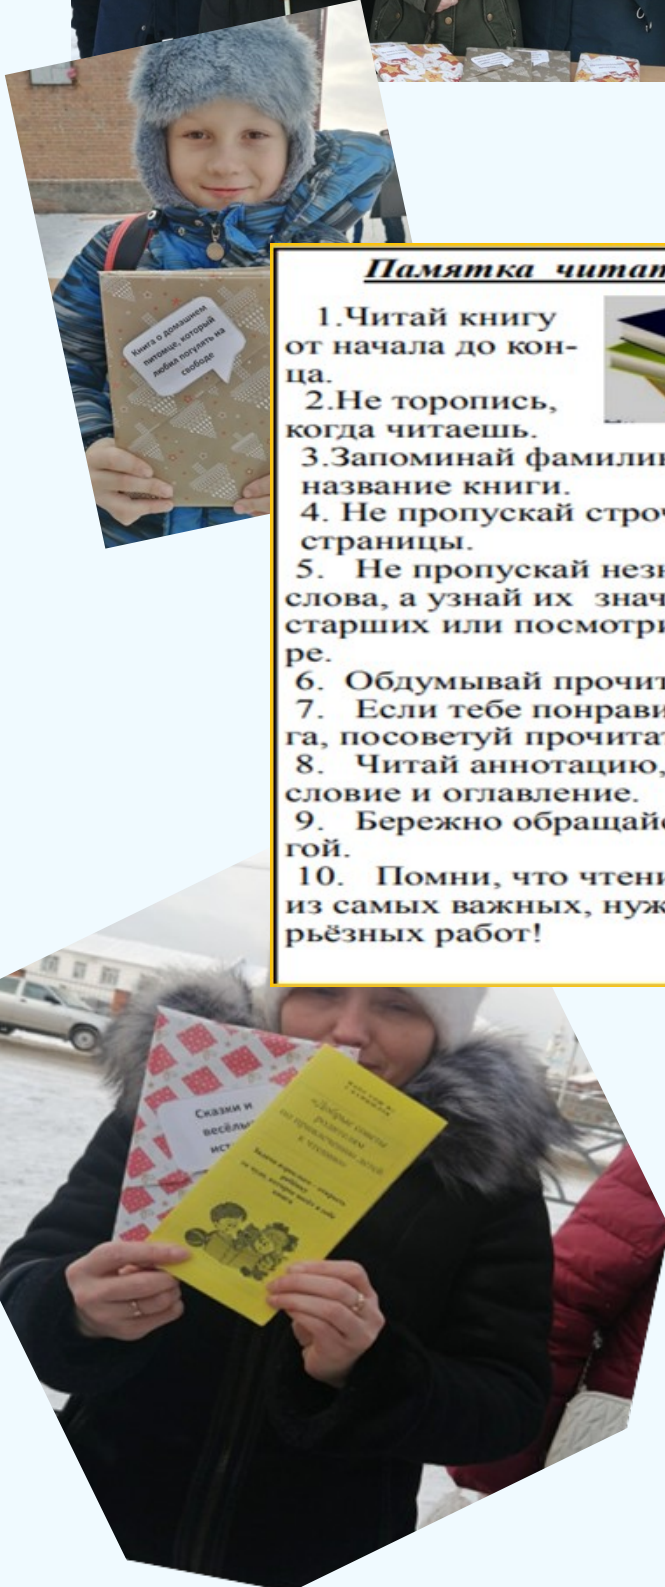 Книга о домашнем
питомце, который
любил погулять на
свободе
Памятка читат
1.Читай книгу
от начала до кон-
ца.
2.Не торопись,
когда читаешь.
3.Запоминай фамили
название книги.
4. Не пропускай строч
страницы.
5. Не пропускай незн
слова, а узнай их знач
старших или посмотри
ре.
6. Обдумывай прочит
7. Если тебе понрави
га, посоветуй прочитат
8. Читай аннотацию,
словие и оглавление.
9. Бережно обращайс
гой.
10. Помни, что чтени
из самых важных, нуж
рьёзных работ!
Сказки и
весёлы
ист
«Добрые советы
родителям
по привлечению детей
к чтению»